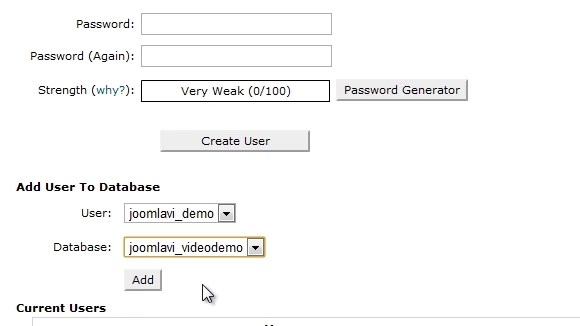 Password:
Password (Again):
Strength (why?): Very Weak (0/100) Password Generator
Create User
Add User To Database
User: joomlavi_demo
Database: joomlavi_videodemo
Add
Current Users